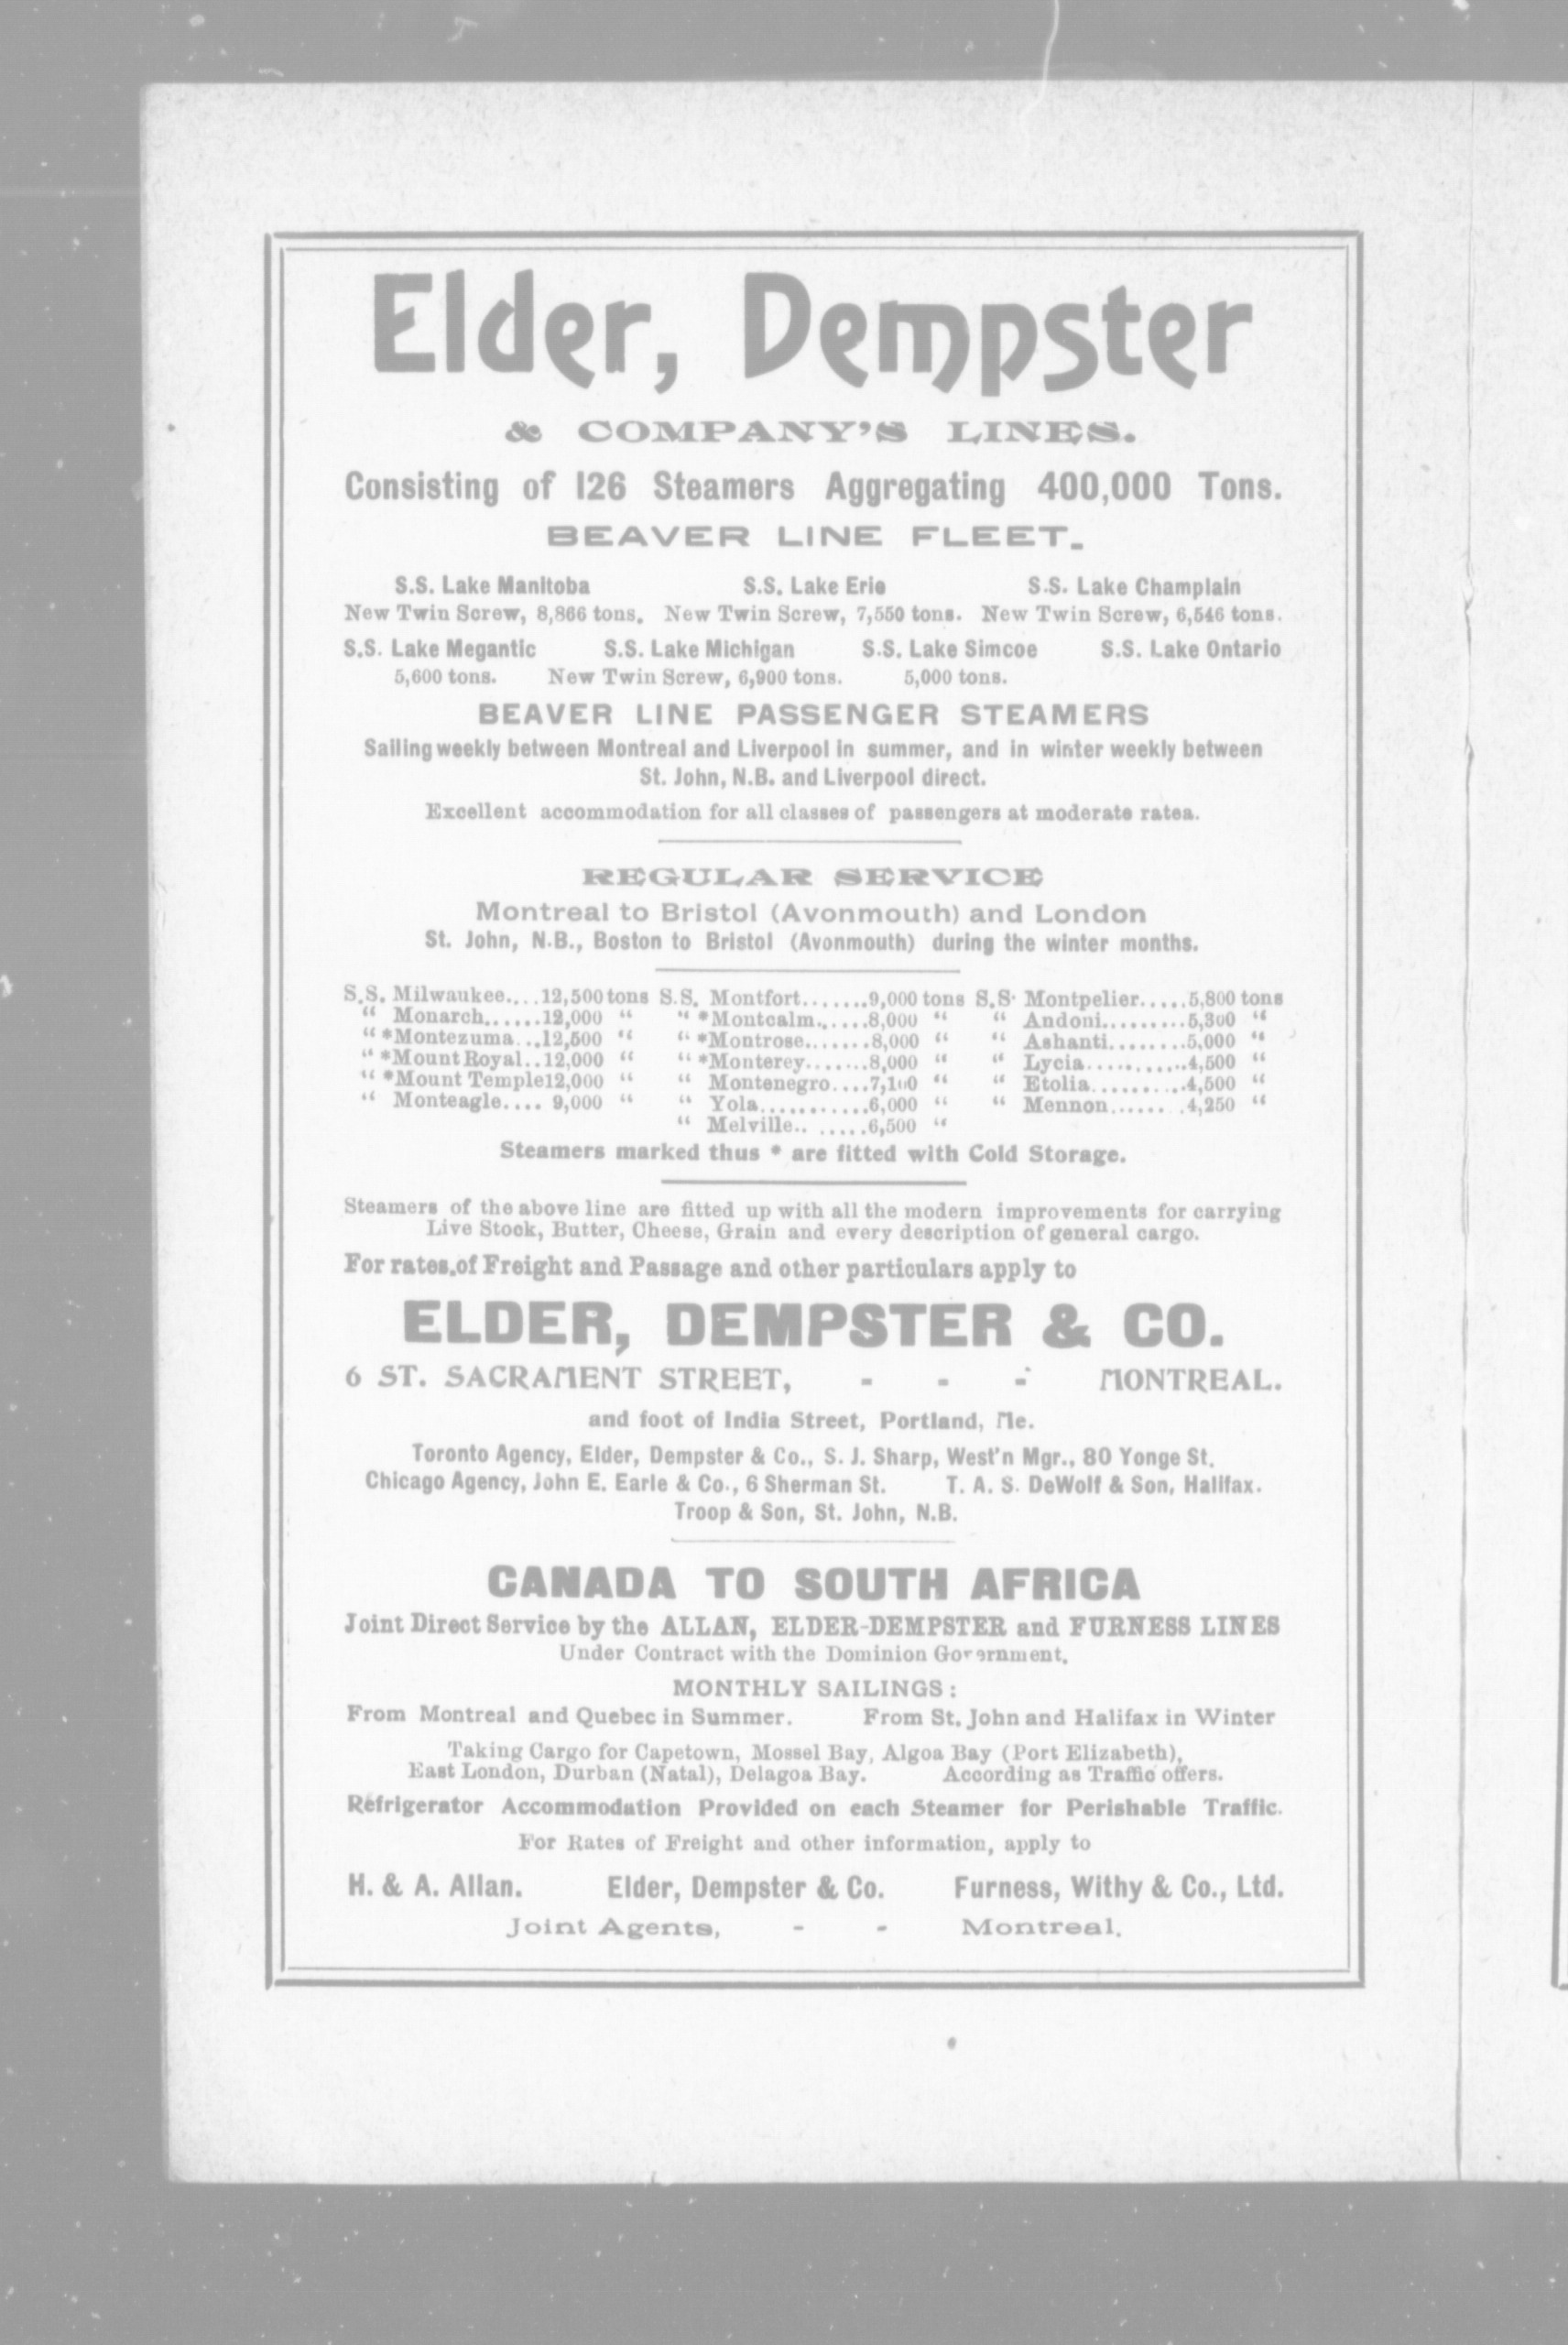 Elder, Dempster
& COMPANY'S LINES.
Consisting of 126 Steamers Aggregating 400,000 Tons.
BEAVER LINE FLEET.
S.S. Lake Manitoba S.S. Lake Erie S.S. Lake Champlain
New Twin Screw, 8,866 tons. New Twin Screw, 7,550 tons. New Twin Screw, 6,546 tons.
S.S. Lake Megantic S.S. Lake Michigan S.S. Lake Simcoe S.S. Lake Ontario
5,600 tons. New Twin Screw, 6,900 tons. 5,000 tons.
BEAVER LINE PASSENGER STEAMERS
Sailing weekly between Montreal and Liverpool in summer, and in winter weekly between
St. John, N.B. and Liverpool direct.
Excellent accommodation for all classes of passengers at moderate rates.
REGULAR SERVICE
Montreal to Bristol (Avonmouth) and London
St. John, N.B., Boston to Bristol (Avonmouth) during the winter months.
S.S. Milwaukee....12,500 tons S.S. Montfort.......9,000 tons S.S. Montpelier.....5,800 tons
“ Monarch......12,000 “ “ *Montcalm......8,000 “ “ Andoni.........5,300 “
“ *Montezuma...12,500 “ “ *Montrose.......8,000 “ “ Ashanti........5,000 “
“ *Mount Royal..12,000 “ “ *Monterey.......8,000 “ “ Lycia...........4,500 “
“ *Mount Temple12,000 “ “ Montenegro....7,100 “ “ Etolia..........4,500 “
“ Monteagle.... 9,000 “ “ Yola...........6,000 “ “ Mennon........4,250 “
“ Melville.. .....6,500 “
Steamers marked thus * are fitted with Cold Storage.
Steamers of the above line are fitted up with all the modern improvements for carrying
Live Stock, Butter, Cheese, Grain and every description of general cargo.
For rates.of Freight and Passage and other particulars apply to
ELDER, DEMPSTER & CO.
6 ST. SACRAMENT STREET, - - - MONTREAL.
and foot of India Street, Portland, Me.
Toronto Agency, Elder, Dempster & Co., S. J. Sharp, West'n Mgr., 80 Yonge St.
Chicago Agency, John E. Earle & Co., 6 Sherman St. T. A. S. DeWolf & Son, Halifax.
Troop & Son, St. John, N.B.
CANADA TO SOUTH AFRICA
Joint Direct Service by the ALLAN, ELDER-DEMPSTER and FURNESS LINES
Under Contract with the Dominion Government.
MONTHLY SAILINGS:
From Montreal and Quebec in Summer. From St. John and Halifax in Winter
Taking Cargo for Capetown, Mossel Bay, Algoa Bay (Port Elizabeth),
East London, Durban (Natal), Delagoa Bay. According as Traffic offers.
Refrigerator Accommodation Provided on each Steamer for Perishable Traffic.
For Rates of Freight and other information, apply to
H. & A. Allan. Elder, Dempster & Co. Furness, Withy & Co., Ltd.
Joint Agents, - - Montreal.